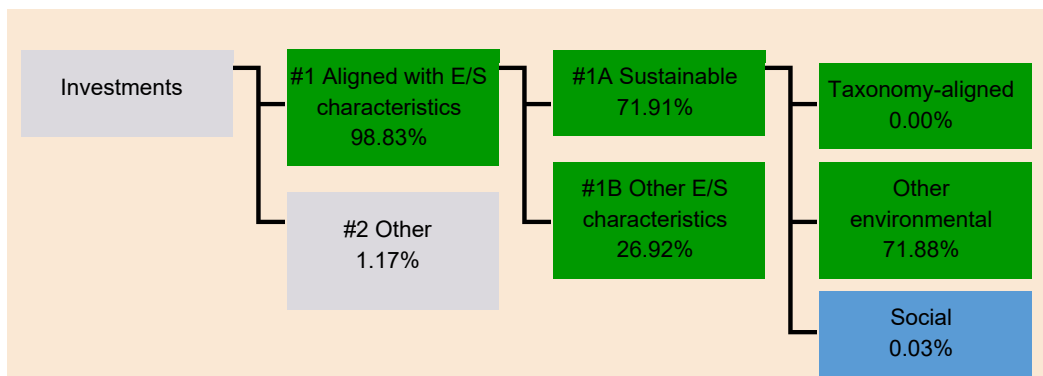 Investments
#1 Aligned with E/S
characteristics
98.83%
#2 Other
1.17%
#1A Sustainable
71.91%
#1B Other E/S
characteristics
26.92%
Taxonomy-aligned
0.00%
Other
environmental
71.88%
Social
0.03%